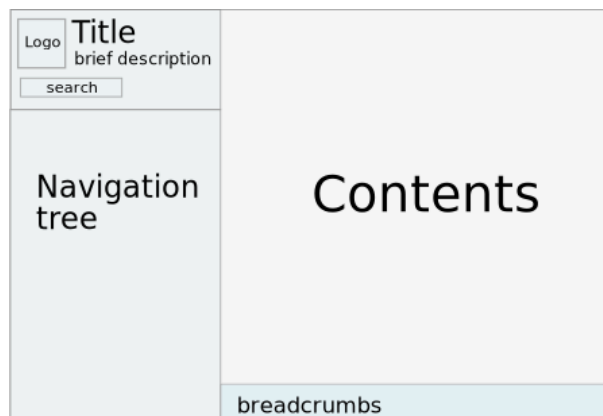 Logo
Title
brief description
search
Navigation
tree
Contents
breadcrumbs